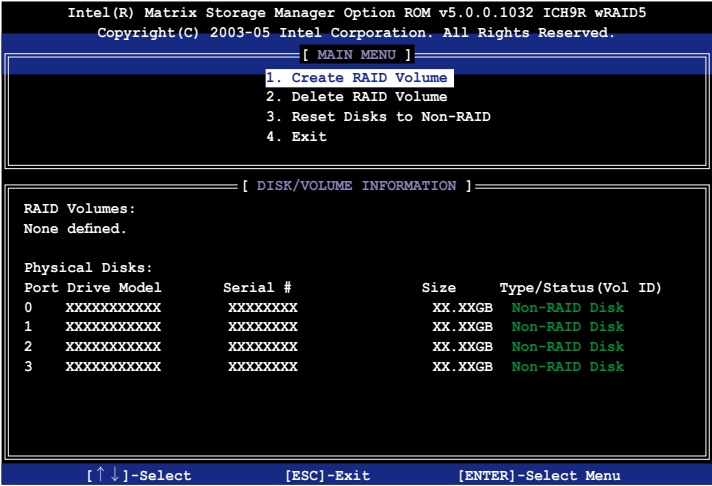 Intel(R) Matrix Storage Manager Option ROM v5.0.0.1032 ICH9R wRAID5
Copyright(C) 2003-05 Intel Corporation. All Rights Reserved.
[ MAIN MENU ]
1. Create RAID Volume
2. Delete RAID Volume
3. Reset Disks to Non-RAID
4. Exit
[ DISK/VOLUME INFORMATION ]
RAID Volumes:
None defined.
Physical Disks:
Port Drive Model Serial # Size Type/Status(Vol ID)
0 XXXXXXXXXXX XXXXXXXX XX.XXGB Non-RAID Disk
1 XXXXXXXXXXX XXXXXXXX XX.XXGB Non-RAID Disk
2 XXXXXXXXXXX XXXXXXXX XX.XXGB Non-RAID Disk
3 XXXXXXXXXXX XXXXXXXX XX.XXGB Non-RAID Disk
[↑↓]-Select [ESC]-Exit [ENTER]-Select Menu